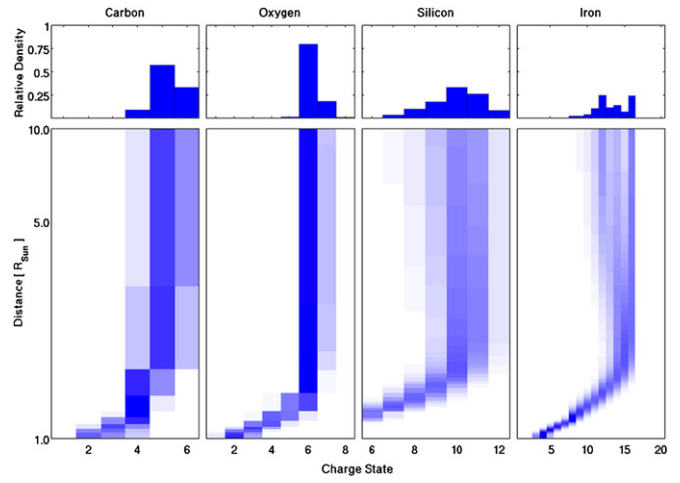 Carbon Oxygen Silicon Iron
Relative Density
1
0.75
0.5
0.25
Distance [ RSun ]
10.0
5.0
1.0
2 4 6 2 4 6 8 6 8 10 12 5 10 15 20
Charge State